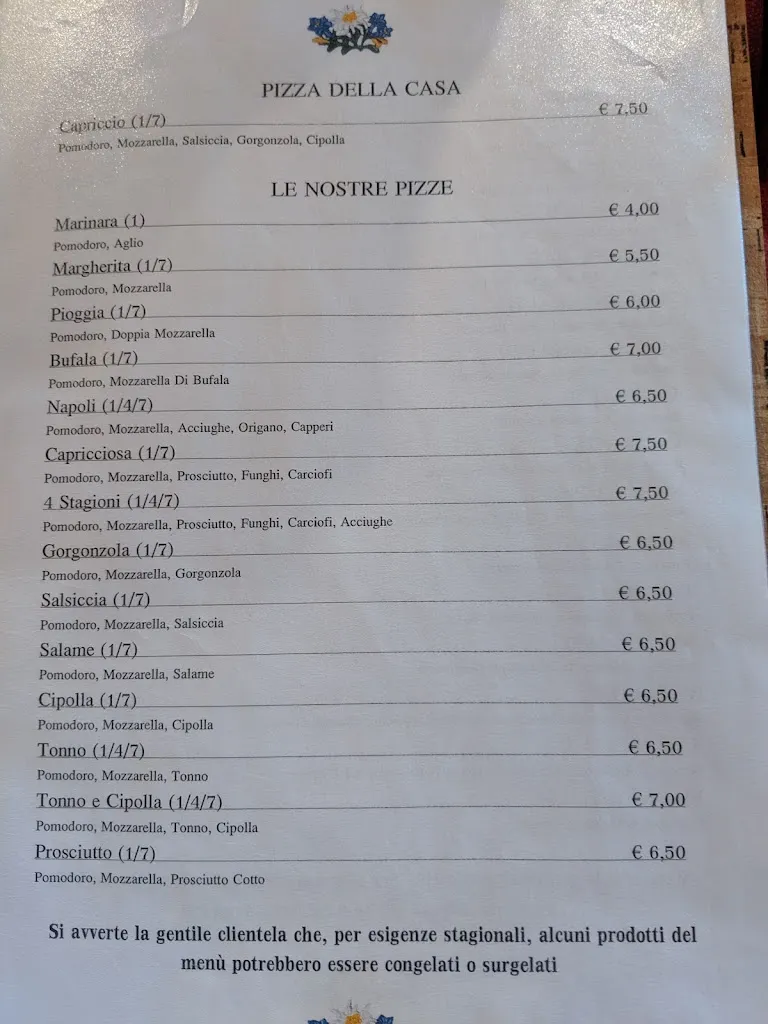 PIZZA DELLA CASA
Capriccio (1/7) € 7,50
Pomodoro, Mozzarella, Salsiccia, Gorgonzola, Cipolla
LE NOSTRE PIZZE
Marinara (1) € 4,00
Pomodoro, Aglio
Margherita (1/7) € 5,50
Pomodoro, Mozzarella
Pioggia (1/7) € 6,00
Pomodoro, Doppia Mozzarella
Bufala (1/7) € 7,00
Pomodoro, Mozzarella Di Bufala
Napoli (1/4/7) € 6,50
Pomodoro, Mozzarella, Acciughe, Origano, Capperi
Capricciosa (1/7) € 7,50
Pomodoro, Mozzarella, Prosciutto, Funghi, Carciofi
4 Stagioni (1/4/7) € 7,50
Pomodoro, Mozzarella, Prosciutto, Funghi, Carciofi, Acciughe
Gorgonzola (1/7) € 6,50
Pomodoro, Mozzarella, Gorgonzola
Salsiccia (1/7) € 6,50
Pomodoro, Mozzarella, Salsiccia
Salame (1/7) € 6,50
Pomodoro, Mozzarella, Salame
Cipolla (1/7) € 6,50
Pomodoro, Mozzarella, Cipolla
Tonno (1/4/7) € 6,50
Pomodoro, Mozzarella, Tonno
Tonno e Cipolla (1/4/7) € 7,00
Pomodoro, Mozzarella, Tonno, Cipolla
Prosciutto (1/7) € 6,50
Pomodoro, Mozzarella, Prosciutto Cotto
Si avverte la gentile clientela che, per esigenze stagionali, alcuni prodotti del
menù potrebbero essere congelati o surgelati